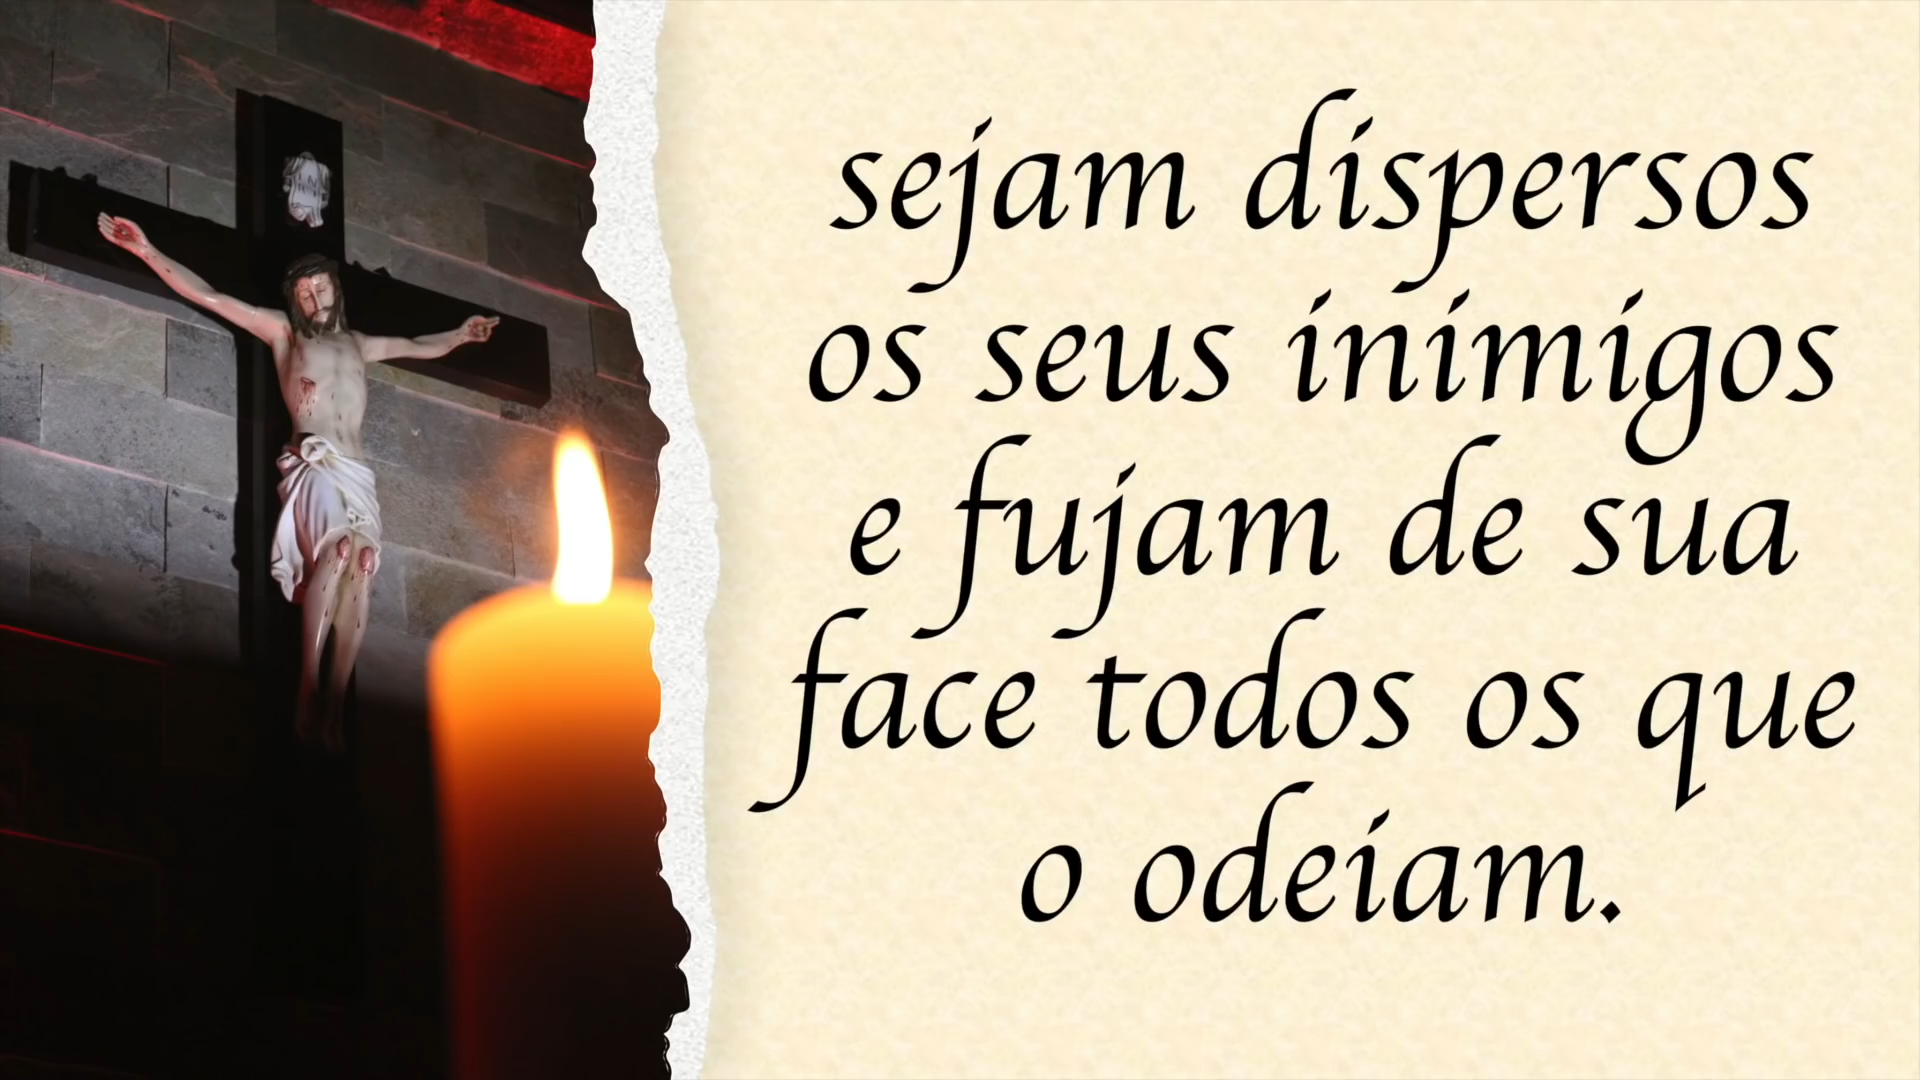 sejam dispersos
os seus inimigos
e fujam de sua
face todos os que
o odeiam.